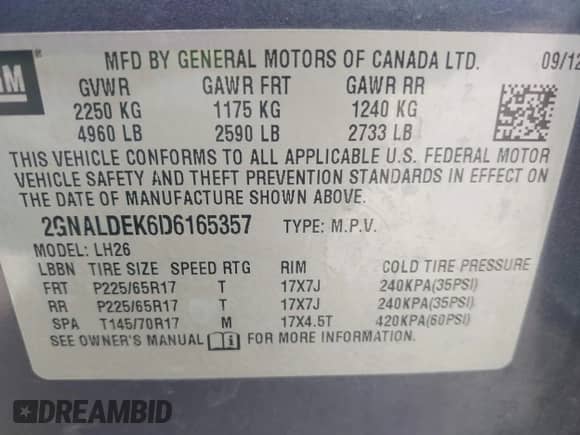 GM ®
MFD BY GENERAL MOTORS OF CANADA LTD. 09/12
GVWR GAWR FRT GAWR RR
2250 KG 1175 KG 1240 KG
4960 LB 2590 LB 2733 LB
THIS VEHICLE CONFORMS TO ALL APPLICABLE U.S. FEDERAL MOTOR
VEHICLE SAFETY AND THEFT PREVENTION STANDARDS IN EFFECT ON
THE DATE OF MANUFACTURE SHOWN ABOVE.
2GNALDEK6D6165357 TYPE: M.P.V.
MODEL: LH26
LBBN TIRE SIZE SPEED RTG RIM COLD TIRE PRESSURE
FRT P225/65R17 T 17X7J 240KPA(35PSI)
RR P225/65R17 T 17X7J 240KPA(35PSI)
SPA T145/70R17 M 17X4.5T 420KPA(60PSI)
SEE OWNER'S MANUAL i FOR MORE INFORMATION.
DREAMBID